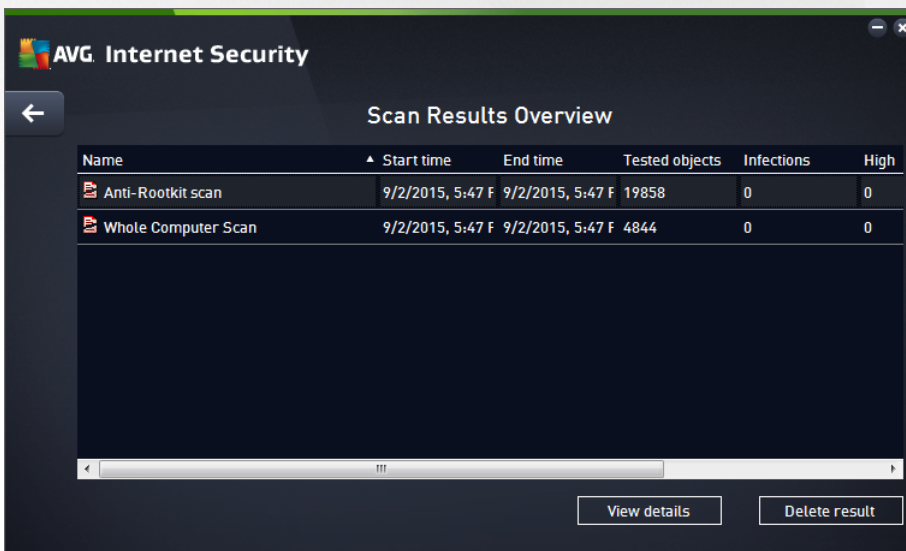 AVG. Internet Security
Scan Results Overview
Name Start time End time Tested objects Infections High
Anti-Rootkit scan 9/2/2015, 5:47 F 9/2/2015, 5:47 F 19858 0 0
Whole Computer Scan 9/2/2015, 5:47 F 9/2/2015, 5:47 F 4844 0 0
View details Delete result